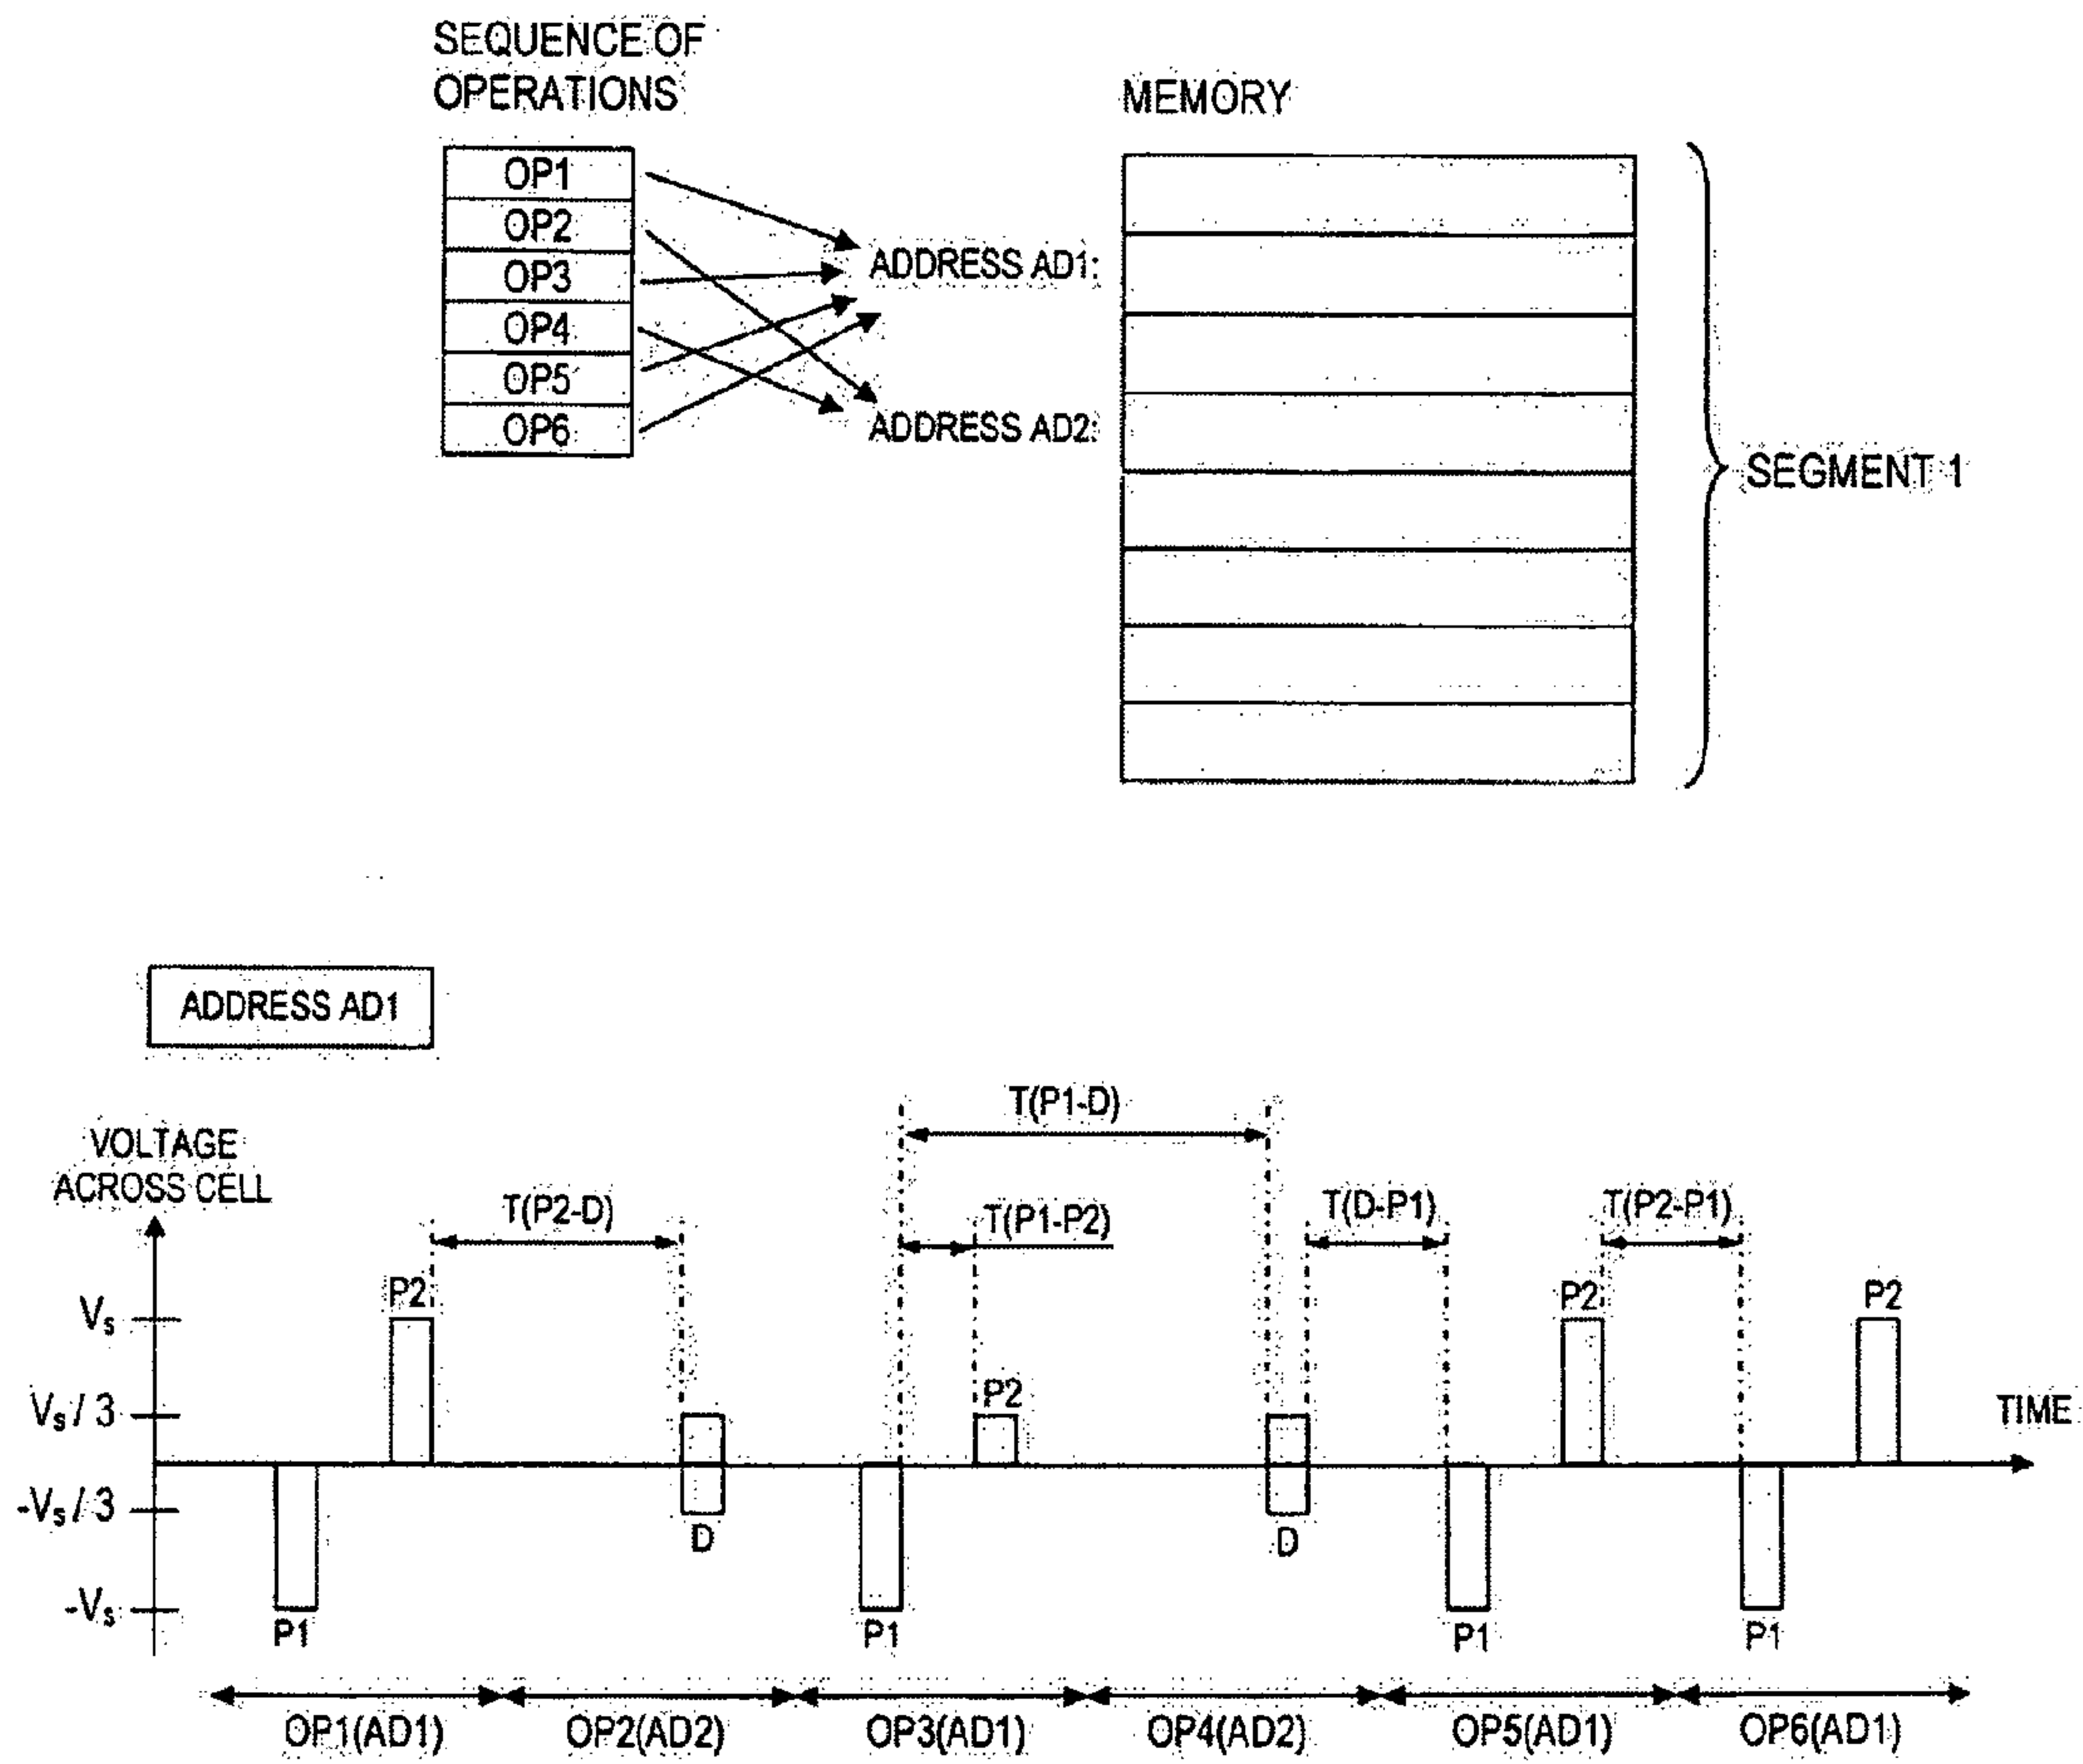 SEQUENCE OF
OPERATIONS
MEMORY
OP1
OP2
OP3
OP4
OP5
OP6
ADDRESS AD1:
ADDRESS AD2:
SEGMENT 1
ADDRESS AD1
VOLTAGE
ACROSS CELL
T(P1-D)
T(P2-D)
T(P1-P2)
T(D-P1)
T(P2-P1)
P2
P2
P2
P2
Vs
Vs / 3
-Vs / 3
-Vs
TIME
D
D
P1
P1
P1
P1
OP1(AD1)
OP2(AD2)
OP3(AD1)
OP4(AD2)
OP5(AD1)
OP6(AD1)